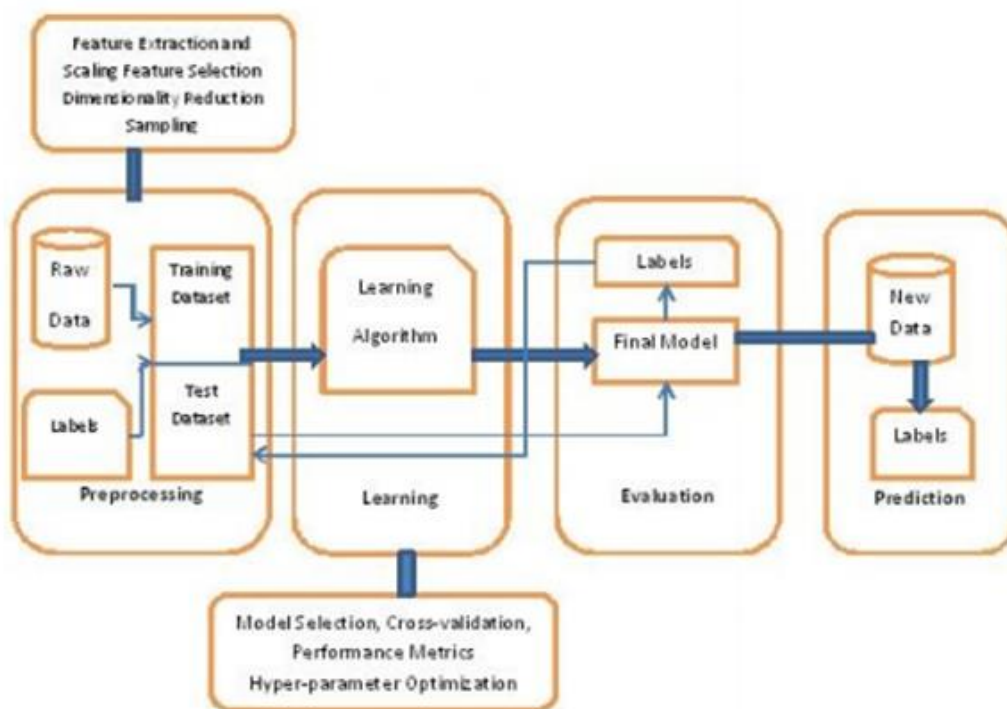 Feature Extraction and
Scaling Feature Selection
Dimensionality Reduction
Sampling
Raw
Data
Labels
Training
Dataset
Test
Dataset
Preprocessing
Learning
Algorithm
Learning
Labels
Final Model
Evaluation
New
Data
Labels
Prediction
Model Selection, Cross-validation,
Performance Metrics
Hyper-parameter Optimization